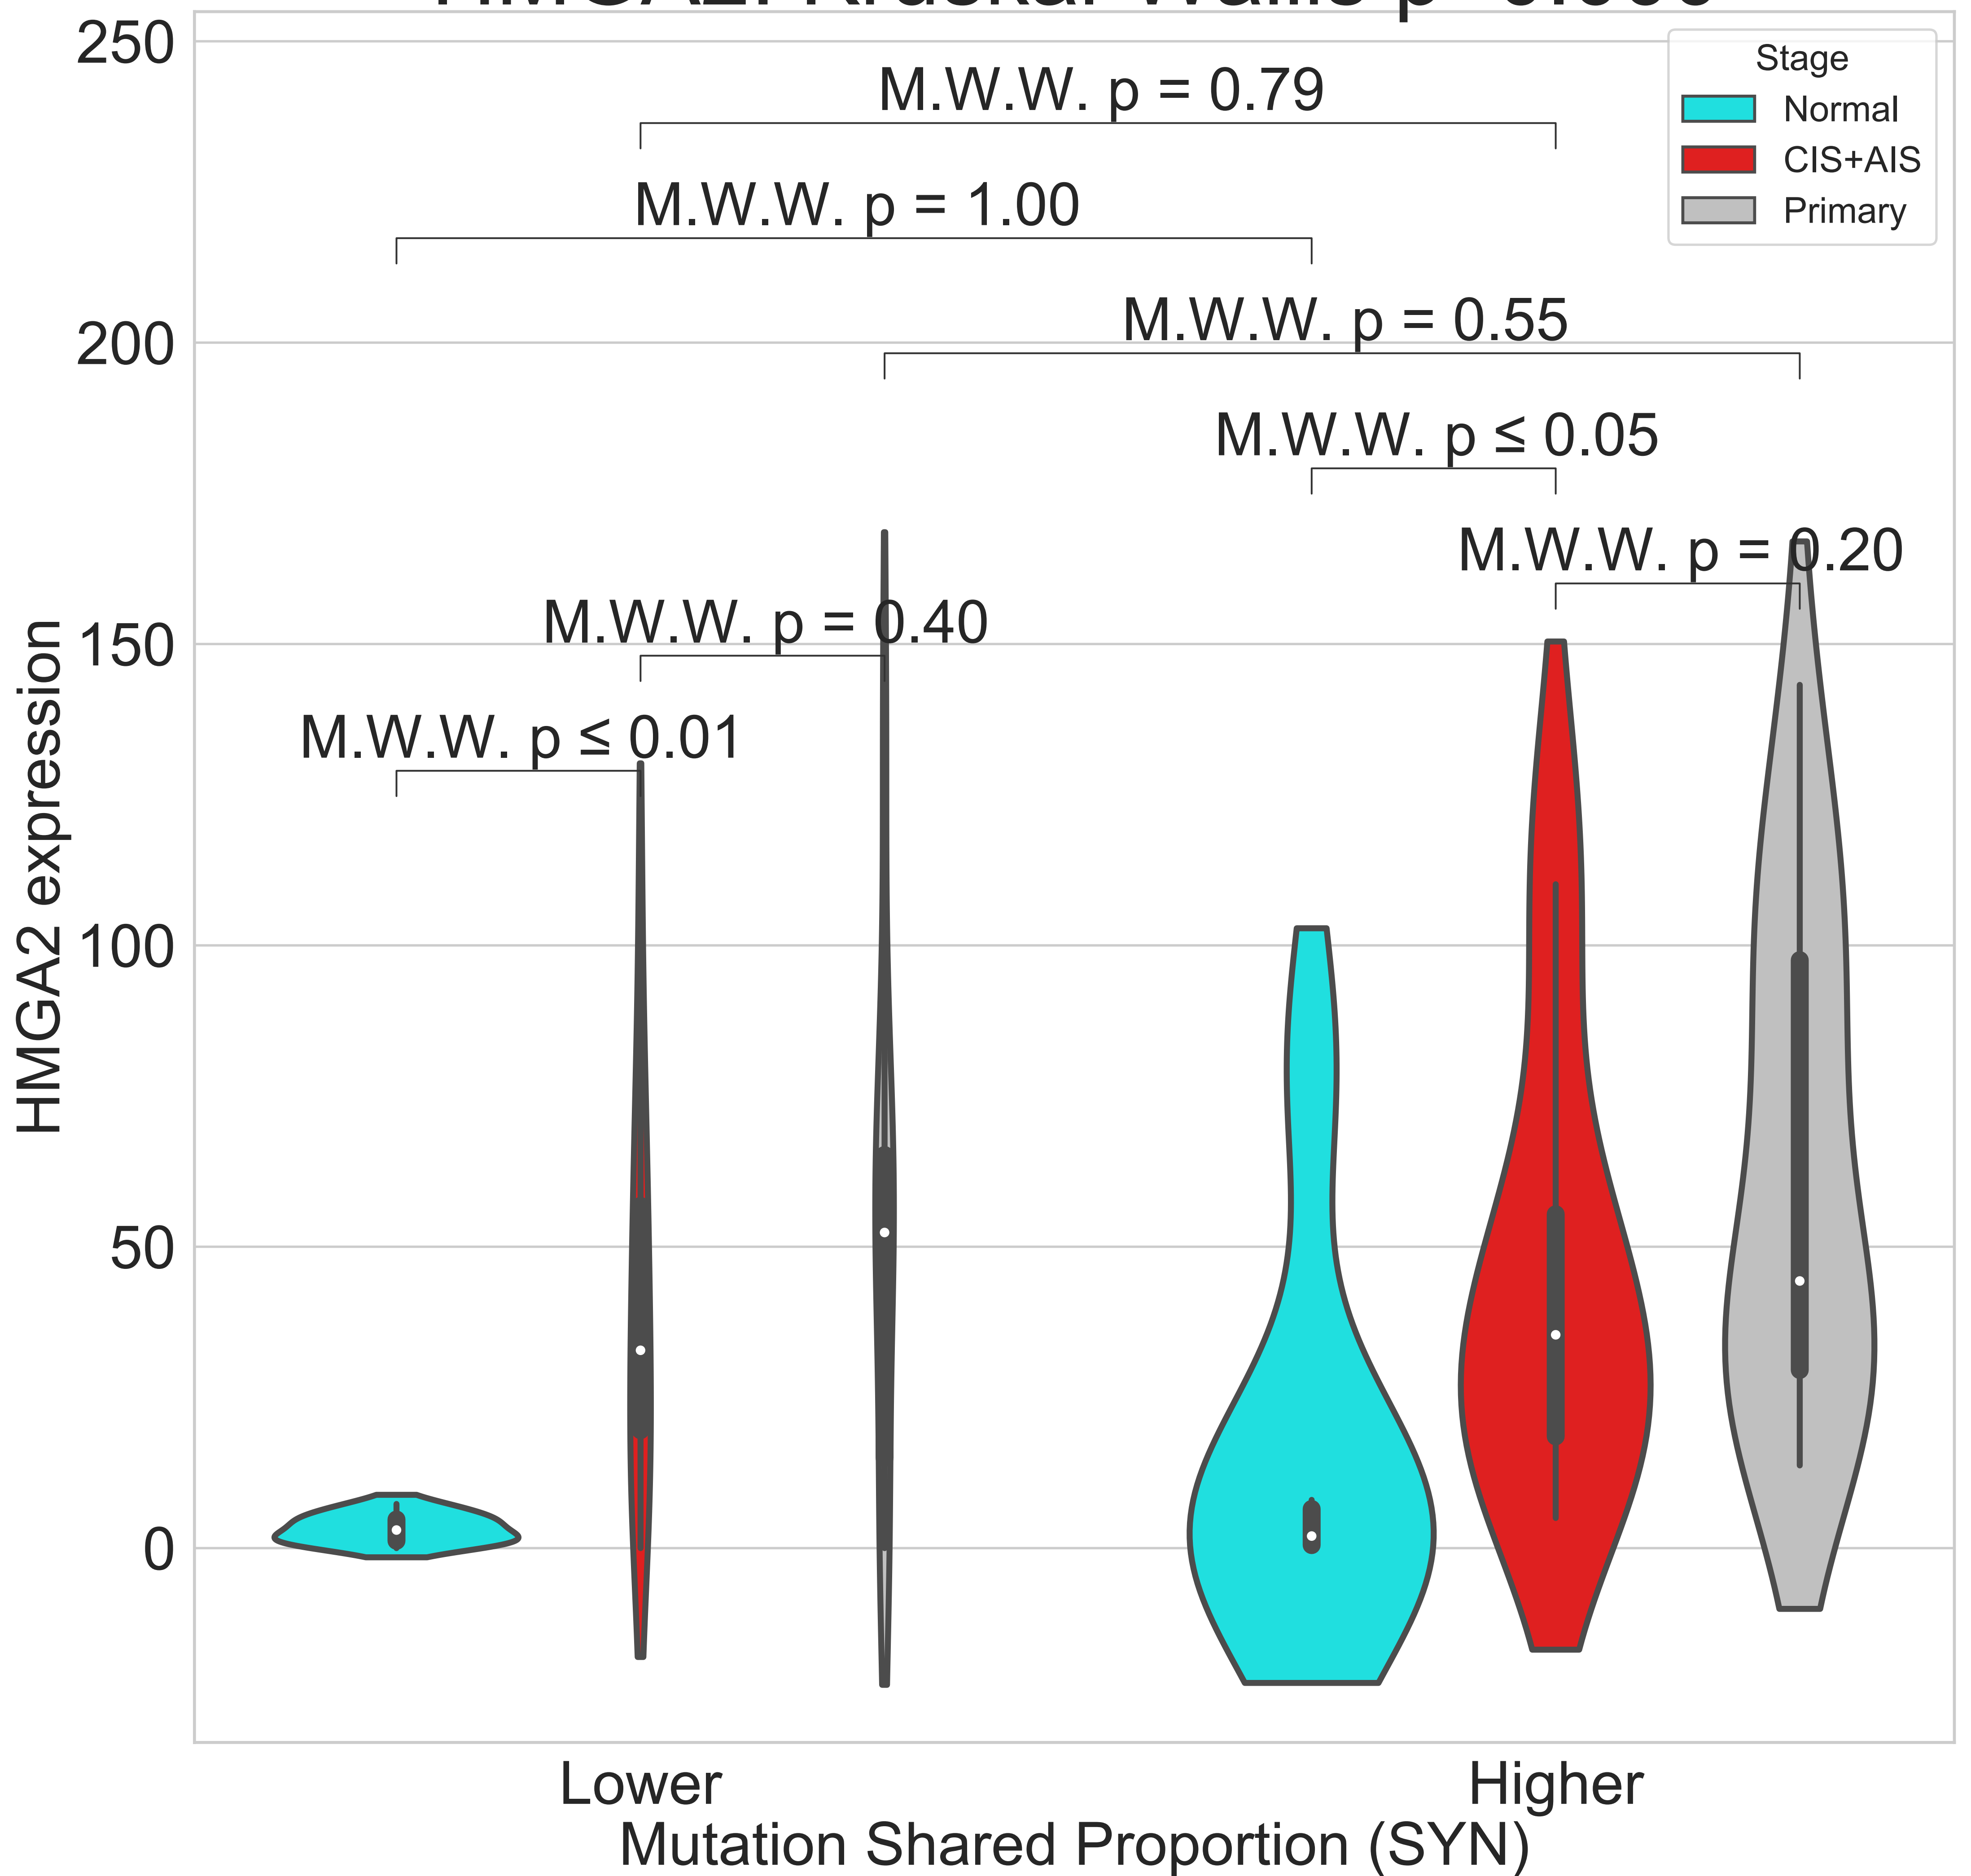 250
Stage
Normal
CIS+AIS
Primary
M.W.W. p = 0.79
M.W.W. p = 1.00
200
M.W.W. p = 0.55
M.W.W. p ≤ 0.05
M.W.W. p = 0.20
150
M.W.W. p = 0.40
M.W.W. p ≤ 0.01
HMGA2 expression
100
50
0
Lower
Higher
Mutation Shared Proportion (SYN)